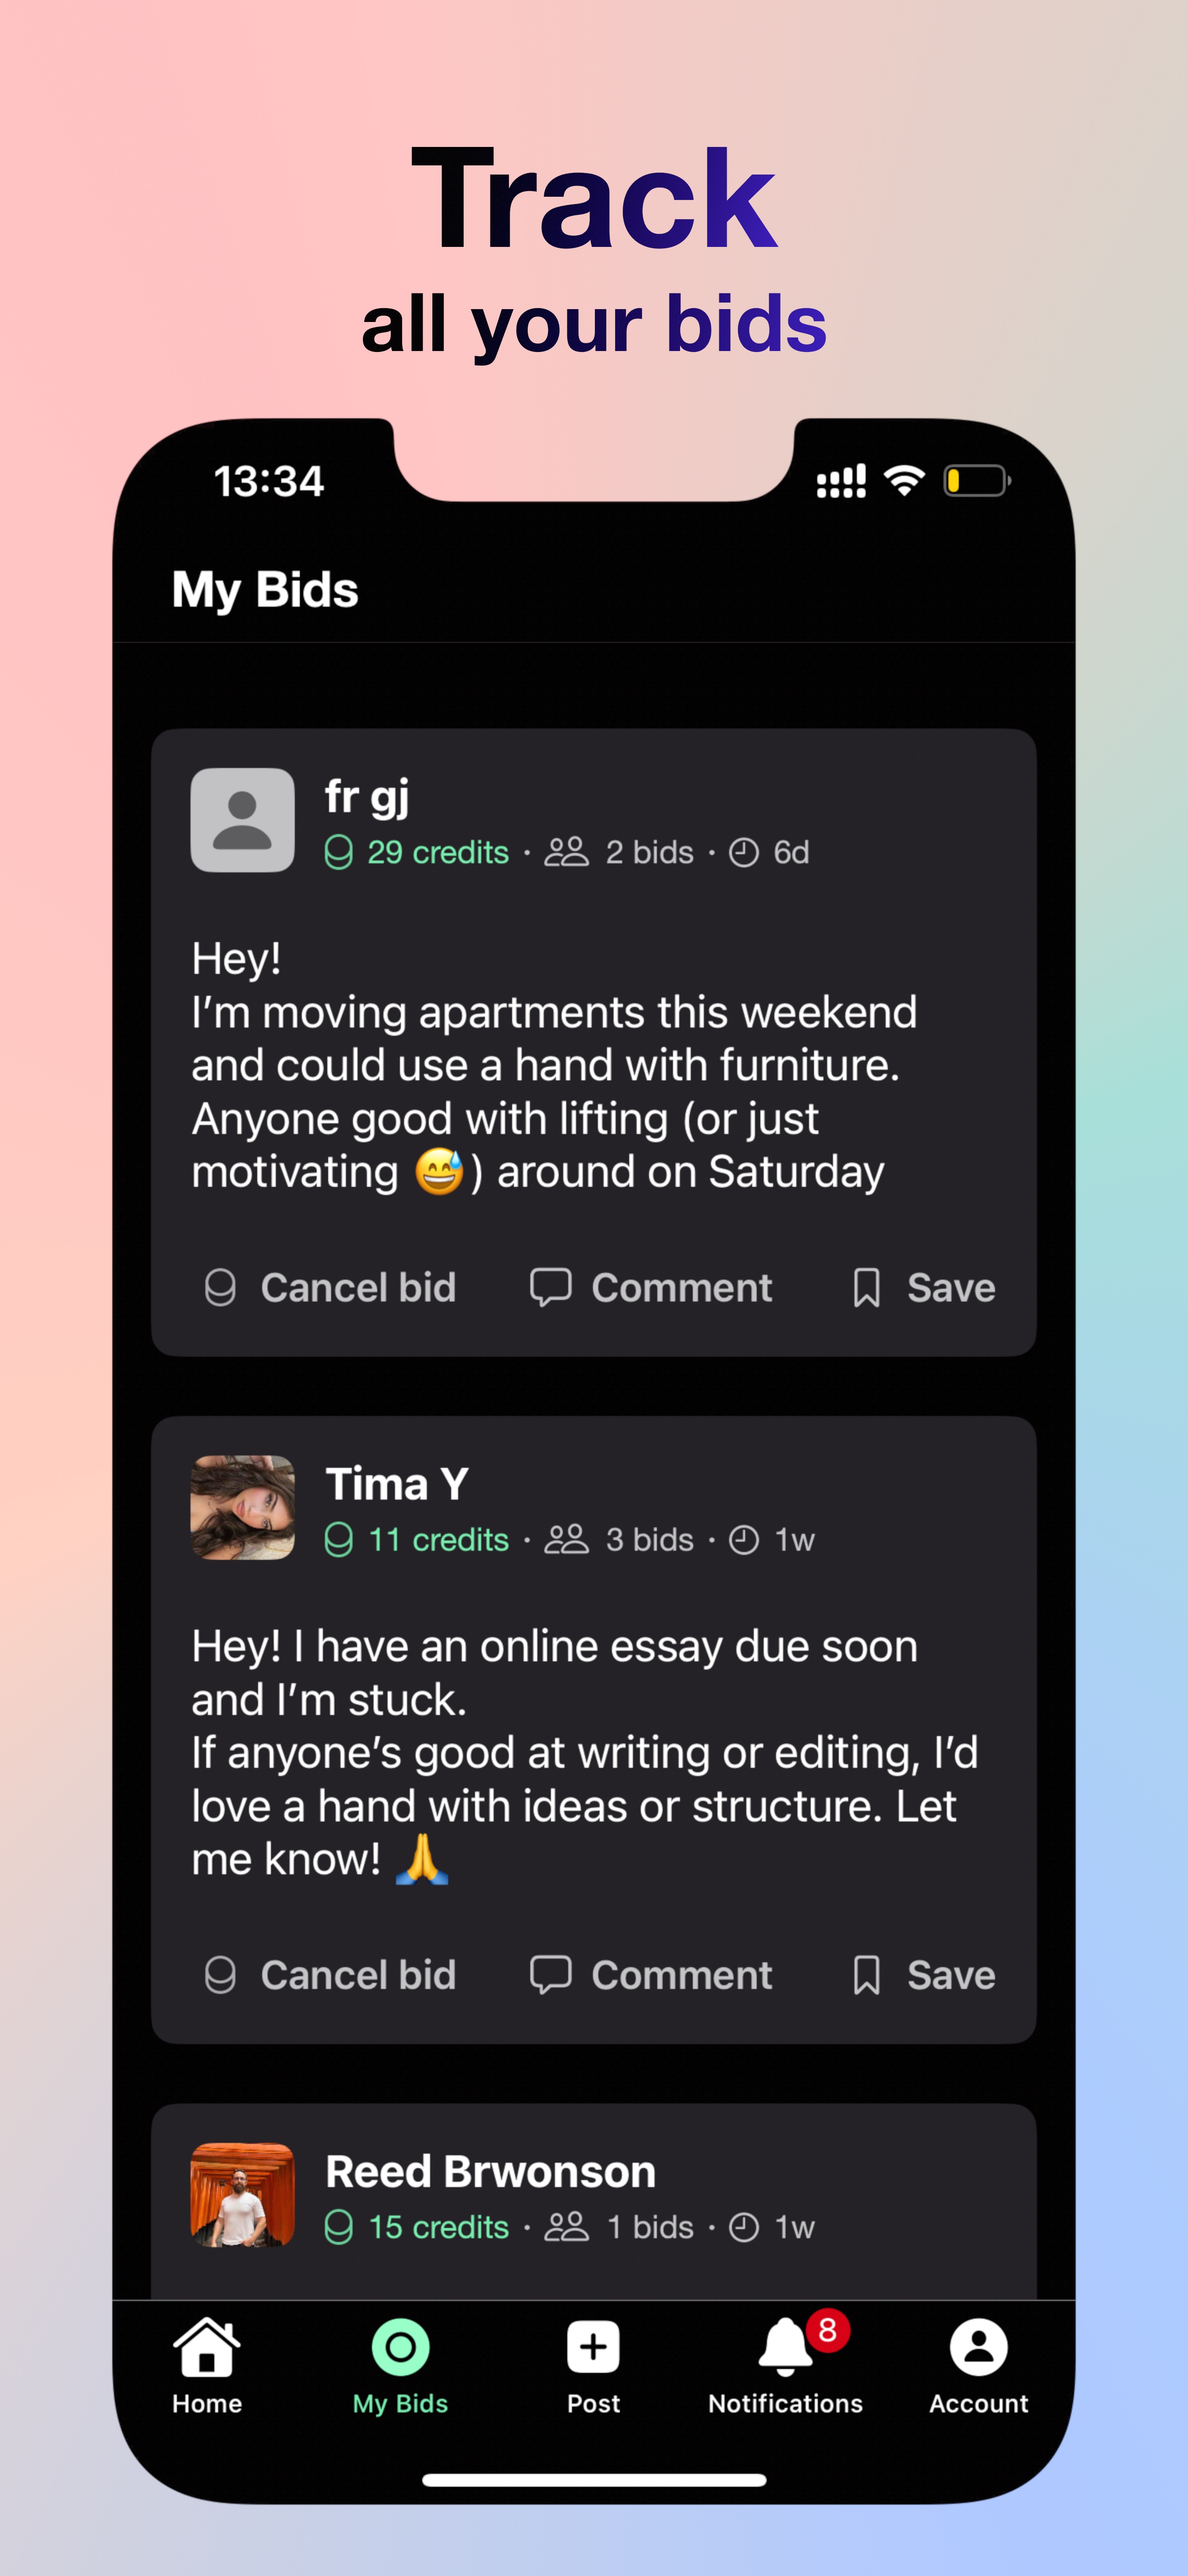 Track
all your bids
13:34
My Bids
fr gj
29 credits · 2 bids · 6d
Hey!
I’m moving apartments this weekend
and could use a hand with furniture.
Anyone good with lifting (or just
motivating 😅) around on Saturday
Cancel bid Comment Save
Tima Y
11 credits · 3 bids · 1w
Hey! I have an online essay due soon
and I’m stuck.
If anyone’s good at writing or editing, I’d
love a hand with ideas or structure. Let
me know! 🙏
Cancel bid Comment Save
Reed Brwonson
15 credits · 1 bids · 1w
8
Home My Bids Post Notifications Account